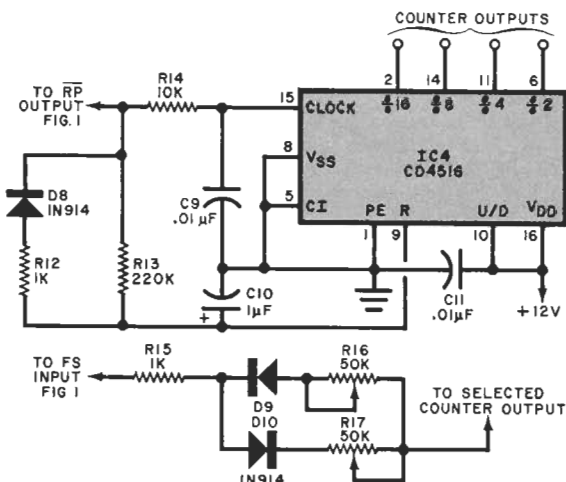 COUNTER OUTPUTS
2 14 11 6
TO RP OUTPUT FIG. 1
R14 10K
15 CLOCK ÷16 ÷8 ÷4 ÷2
8 VSS
IC4 CD4516
5 CI
PE R U/D VDD
1 9 10 16
D8 IN914
C9 .01µF
R12 1K
R13 220K
C10 1µF
+
C11 .01µF
+12V
TO FS INPUT FIG 1
R15 1K
D9
D10
IN914
R16 50K
R17 50K
TO SELECTED COUNTER OUTPUT